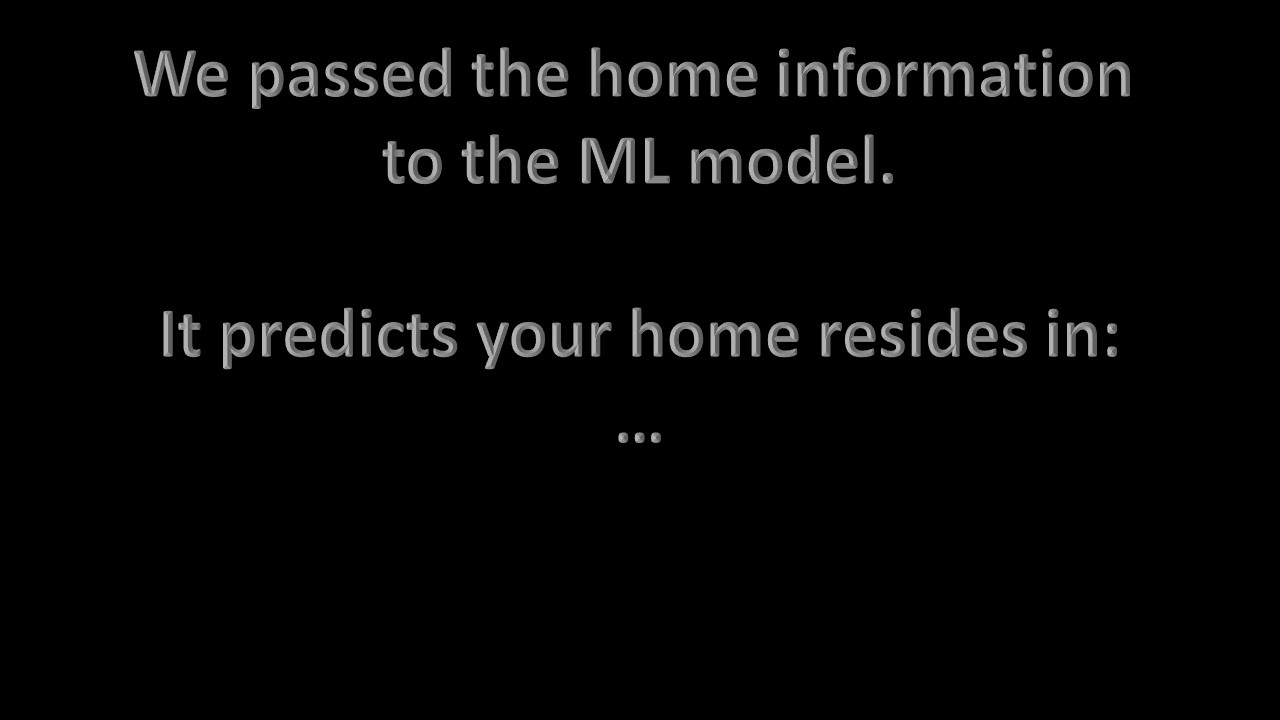 We passed the home information
to the ML model.
It predicts your home resides in:
...